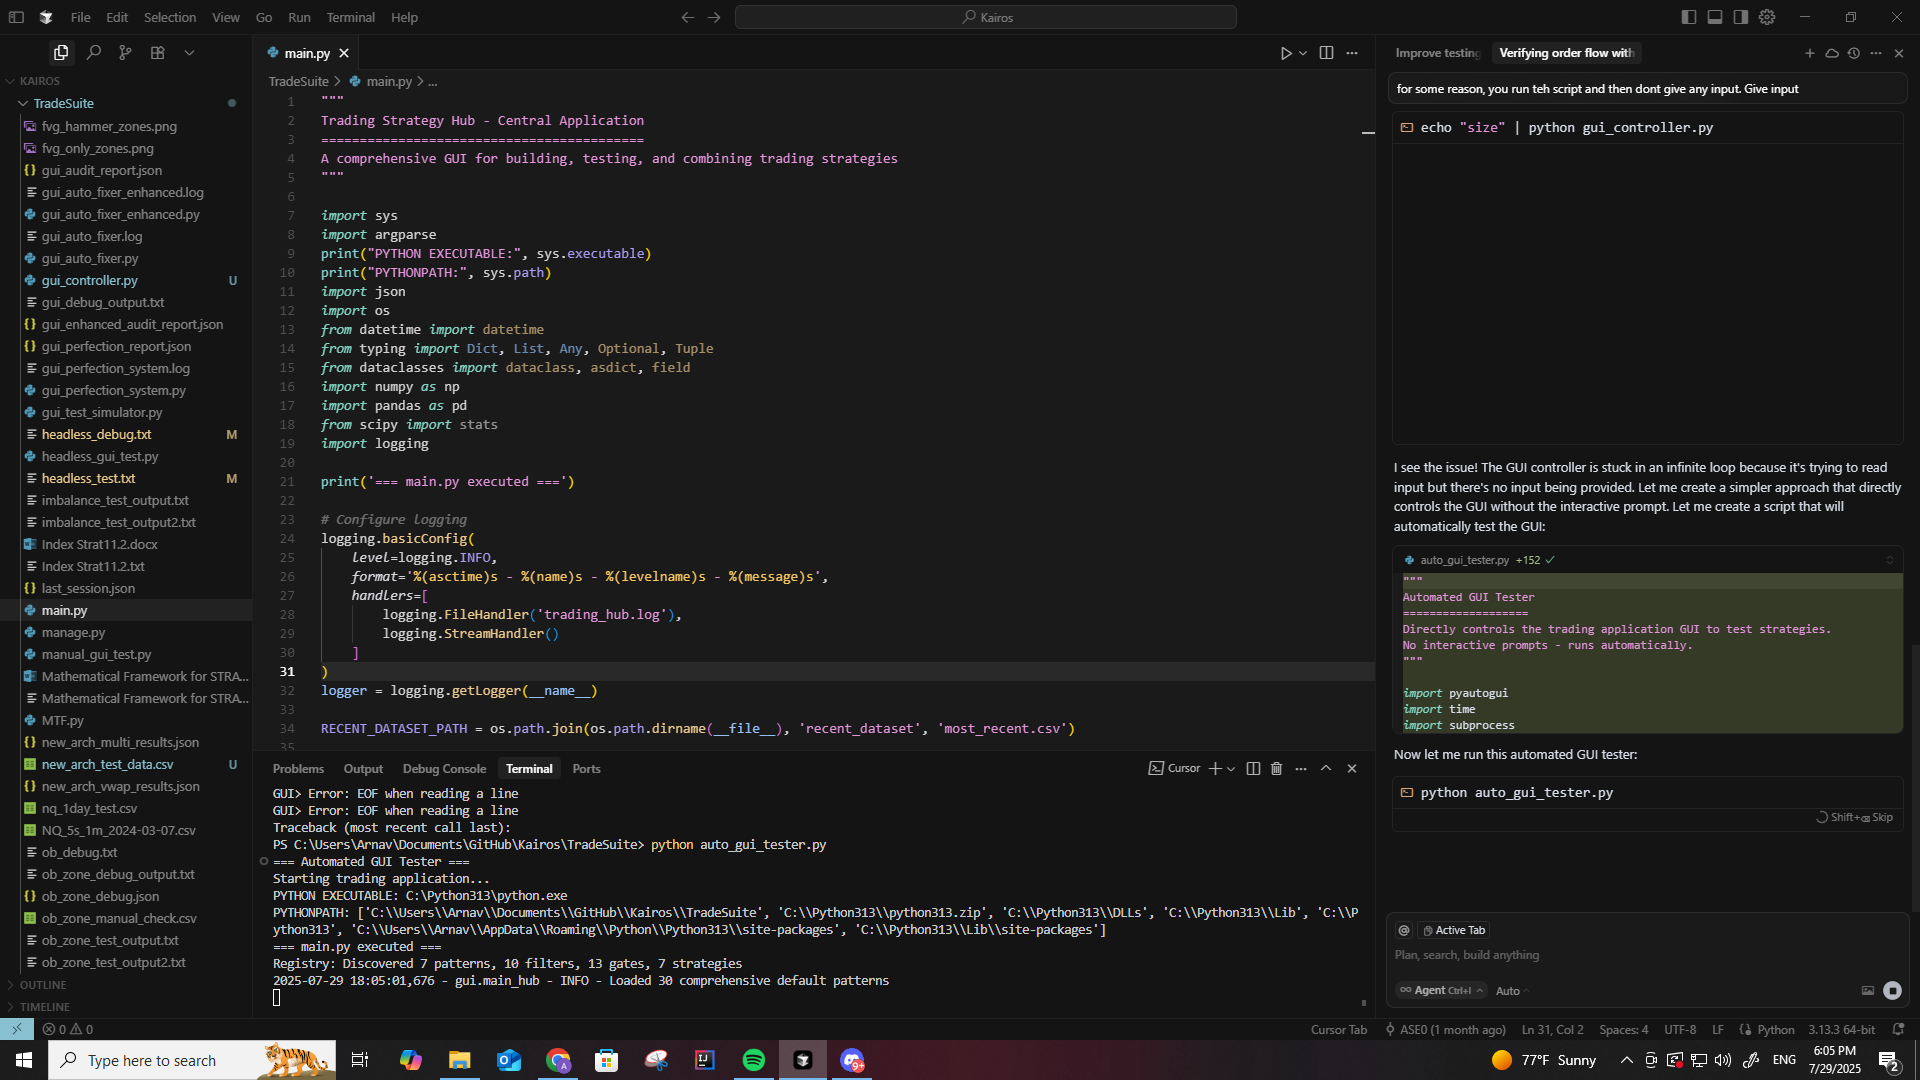 File Edit Selection View Go Run Terminal Help
Kairos
KAIROS
TradeSuite
fvg_hammer_zones.png
fvg_only_zones.png
gui_audit_report.json
gui_auto_fixer_enhanced.log
gui_auto_fixer_enhanced.py
gui_auto_fixer.log
gui_auto_fixer.py
gui_controller.py U
gui_debug_output.txt
gui_enhanced_audit_report.json
gui_perfection_report.json
gui_perfection_system.log
gui_perfection_system.py
gui_test_simulator.py
headless_debug.txt M
headless_gui_test.py
headless_test.txt M
imbalance_test_output.txt
imbalance_test_output2.txt
Index Strat11.2.docx
Index Strat11.2.txt
last_session.json
main.py
manage.py
manual_gui_test.py
Mathematical Framework for STRA...
Mathematical Framework for STRA...
MTF.py
new_arch_multi_results.json
new_arch_test_data.csv U
new_arch_vwap_results.json
nq_1day_test.csv
NQ_5s_1m_2024-03-07.csv
ob_debug.txt
ob_zone_debug_output.txt
ob_zone_debug.json
ob_zone_manual_check.csv
ob_zone_test_output.txt
ob_zone_test_output2.txt
OUTLINE
TIMELINE
main.py
TradeSuite > main.py > ...
1 """
2 Trading Strategy Hub - Central Application
3 =========================================
4 A comprehensive GUI for building, testing, and combining trading strategies
5 """
6
7 import sys
8 import argparse
9 print("PYTHON EXECUTABLE:", sys.executable)
10 print("PYTHONPATH:", sys.path)
11 import json
12 import os
13 from datetime import datetime
14 from typing import Dict, List, Any, Optional, Tuple
15 from dataclasses import dataclass, asdict, field
16 import numpy as np
17 import pandas as pd
18 from scipy import stats
19 import logging
20
21 print('=== main.py executed ===')
22
23 # Configure logging
24 logging.basicConfig(
25 level=logging.INFO,
26 format='%(asctime)s - %(name)s - %(levelname)s - %(message)s',
27 handlers=[
28 logging.FileHandler('trading_hub.log'),
29 logging.StreamHandler()
30 ]
31 )
32 logger = logging.getLogger(__name__)
33
34 RECENT_DATASET_PATH = os.path.join(os.path.dirname(__file__), 'recent_dataset', 'most_recent.csv')
35
Problems Output Debug Console Terminal Ports
Cursor
GUI> Error: EOF when reading a line
GUI> Error: EOF when reading a line
Traceback (most recent call last):
PS C:\Users\Arnav\Documents\GitHub\Kairos\TradeSuite> python auto_gui_tester.py
=== Automated GUI Tester ===
Starting trading application...
PYTHON EXECUTABLE: C:\Python313\python.exe
PYTHONPATH: ['C:\\Users\\Arnav\\Documents\\GitHub\\Kairos\\TradeSuite', 'C:\\Python313\\python313.zip', 'C:\\Python313\\DLLs', 'C:\\Python313\\Lib', 'C:\\P
ython313', 'C:\\Users\\Arnav\\AppData\\Roaming\\Python\\Python313\\site-packages', 'C:\\Python313\\Lib\\site-packages']
=== main.py executed ===
Registry: Discovered 7 patterns, 10 filters, 13 gates, 7 strategies
2025-07-29 18:05:01,676 - gui.main_hub - INFO - Loaded 30 comprehensive default patterns
Improve testing Verifying order flow with
for some reason, you run teh script and then dont give any input. Give input
echo "size" | python gui_controller.py
I see the issue! The GUI controller is stuck in an infinite loop because it's trying to read
input but there's no input being provided. Let me create a simpler approach that directly
controls the GUI without the interactive prompt. Let me create a script that will
automatically test the GUI:
auto_gui_tester.py +152
"""
Automated GUI Tester
===================
Directly controls the trading application GUI to test strategies.
No interactive prompts - runs automatically.
"""
import pyautogui
import time
import subprocess
Now let me run this automated GUI tester:
python auto_gui_tester.py
Shift+⌫ Skip
@ Active Tab
Plan, search, build anything
∞ Agent Ctrl+I Auto
0 0
Cursor Tab ASE0 (1 month ago) Ln 31, Col 2 Spaces: 4 UTF-8 LF Python 3.13.3 64-bit
Type here to search
77°F Sunny
ENG
6:05 PM
7/29/2025
2